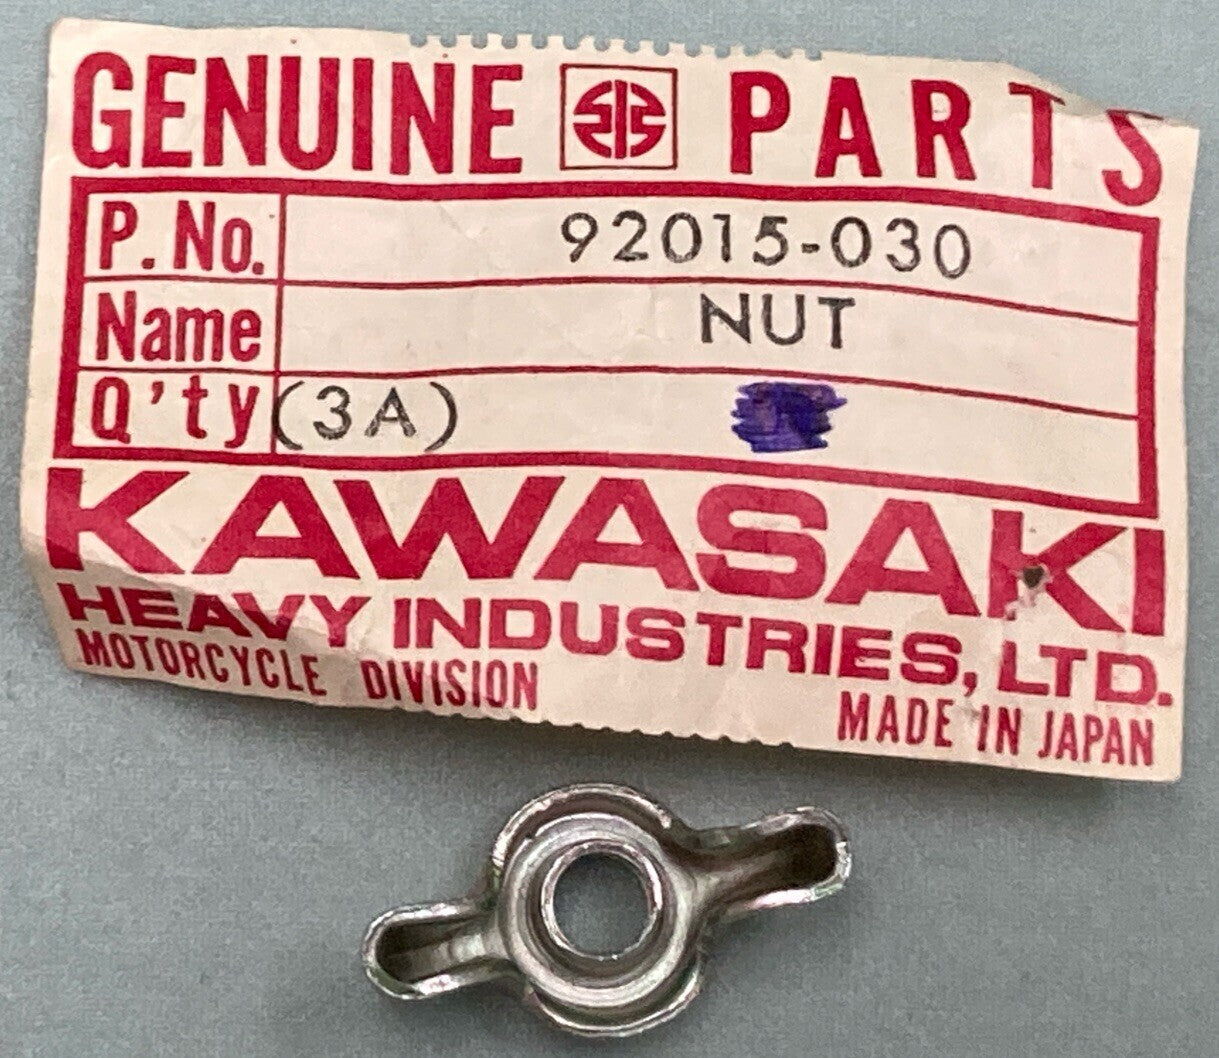 GENUINE PARTS
P. No. 92015-030
Name NUT
Q'ty (3A)
KAWASAKI
HEAVY INDUSTRIES, LTD.
MOTORCYCLE DIVISION
MADE IN JAPAN